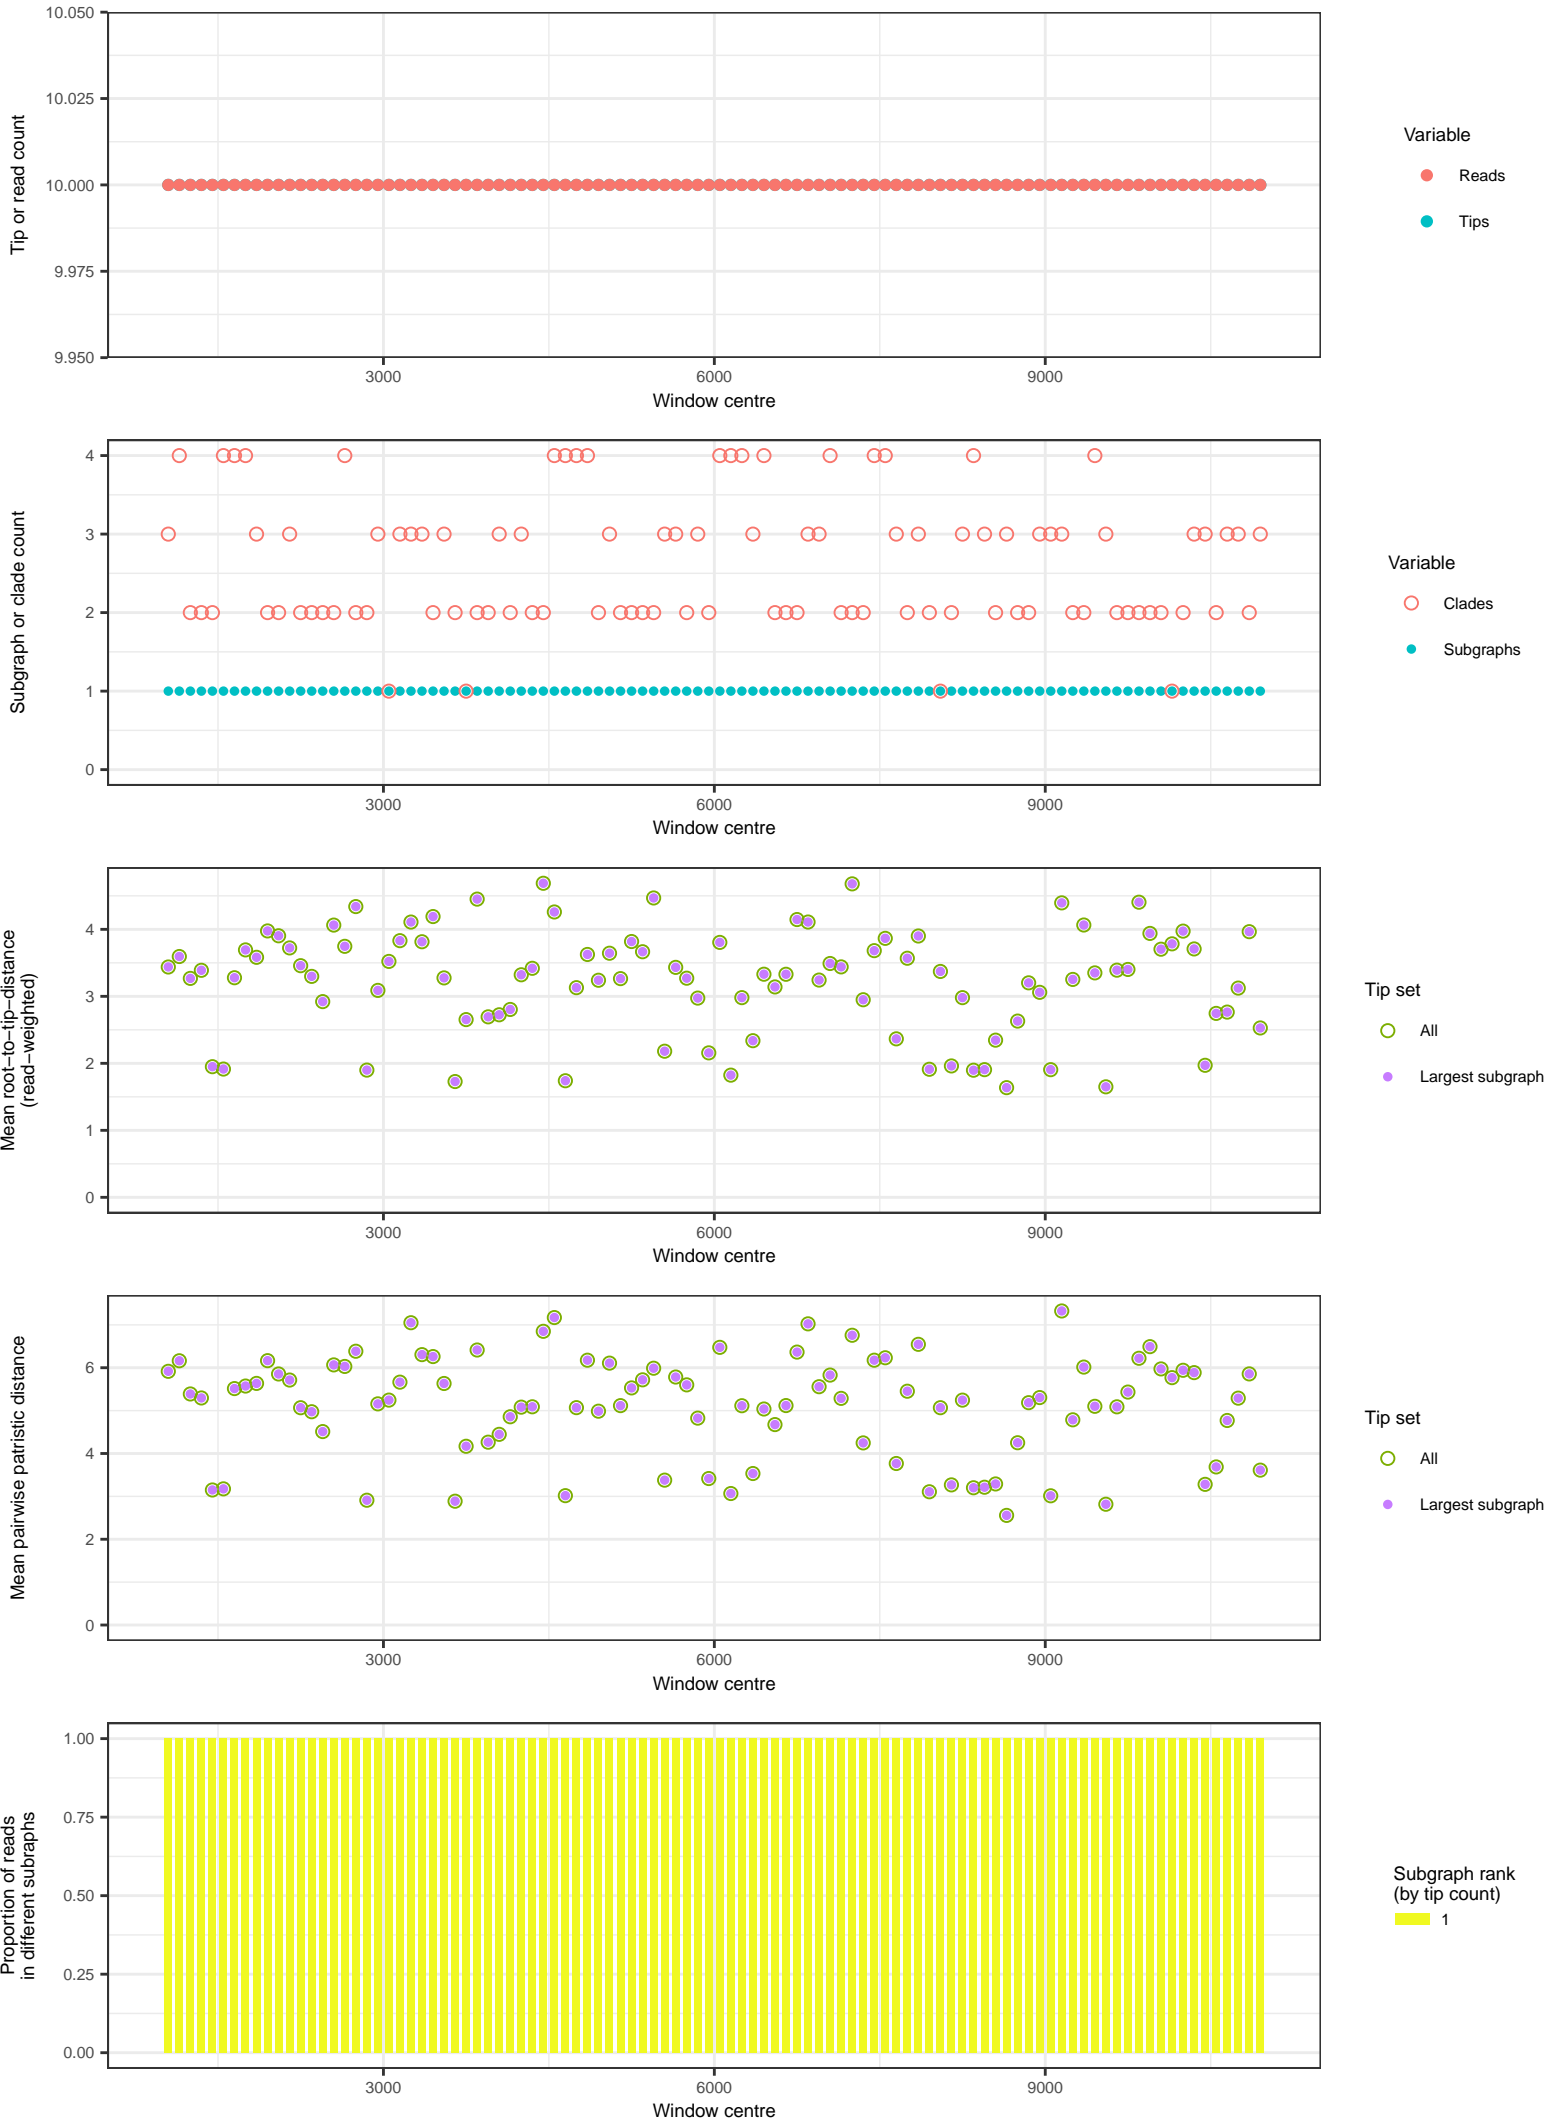 10.050
10.025
10.000
9.975
9.950
Tip or read count
3000 6000 9000
Window centre
Variable
Reads
Tips
4
3
2
1
0
Subgraph or clade count
3000 6000 9000
Window centre
Variable
Clades
Subgraphs
4
3
2
1
0
Mean root−to−tip−distance
(read−weighted)
3000 6000 9000
Window centre
Tip set
All
Largest subgraph
6
4
2
0
Mean pairwise patristic distance
3000 6000 9000
Window centre
Tip set
All
Largest subgraph
1.00
0.75
0.50
0.25
0.00
Proportion of reads
in different subraphs
3000 6000 9000
Window centre
Subgraph rank
(by tip count)
1